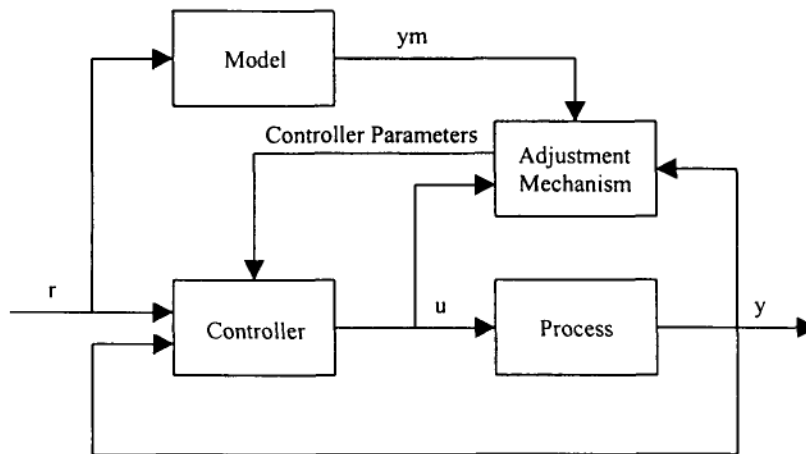 ym
Model
Controller Parameters
Adjustment
Mechanism
r
u
y
Controller
Process